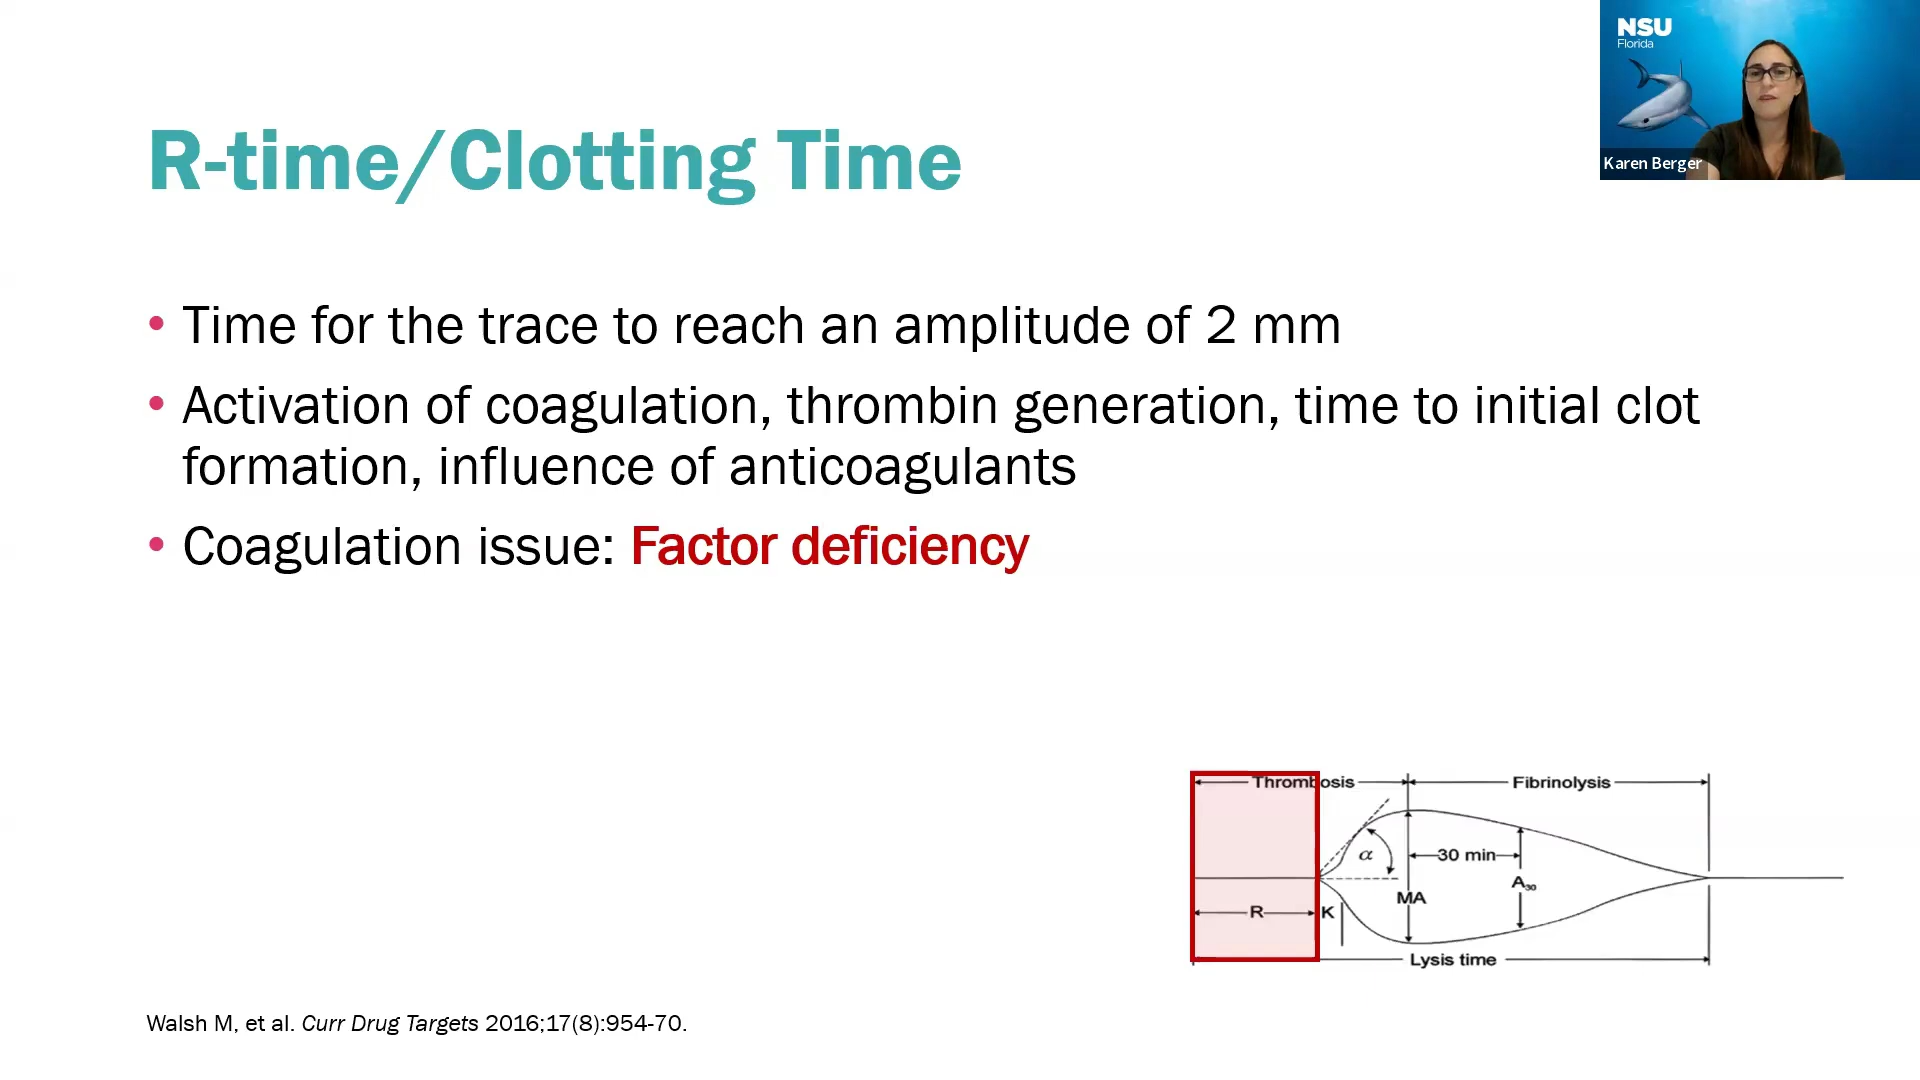 NSU
Florida
Karen Berger
R-time/Clotting Time
• Time for the trace to reach an amplitude of 2 mm
• Activation of coagulation, thrombin generation, time to initial clot
formation, influence of anticoagulants
• Coagulation issue: Factor deficiency
Thrombosis
Fibrinolysis
α
30 min
A₃₀
MA
R
K
Lysis time
Walsh M, et al. Curr Drug Targets 2016;17(8):954-70.